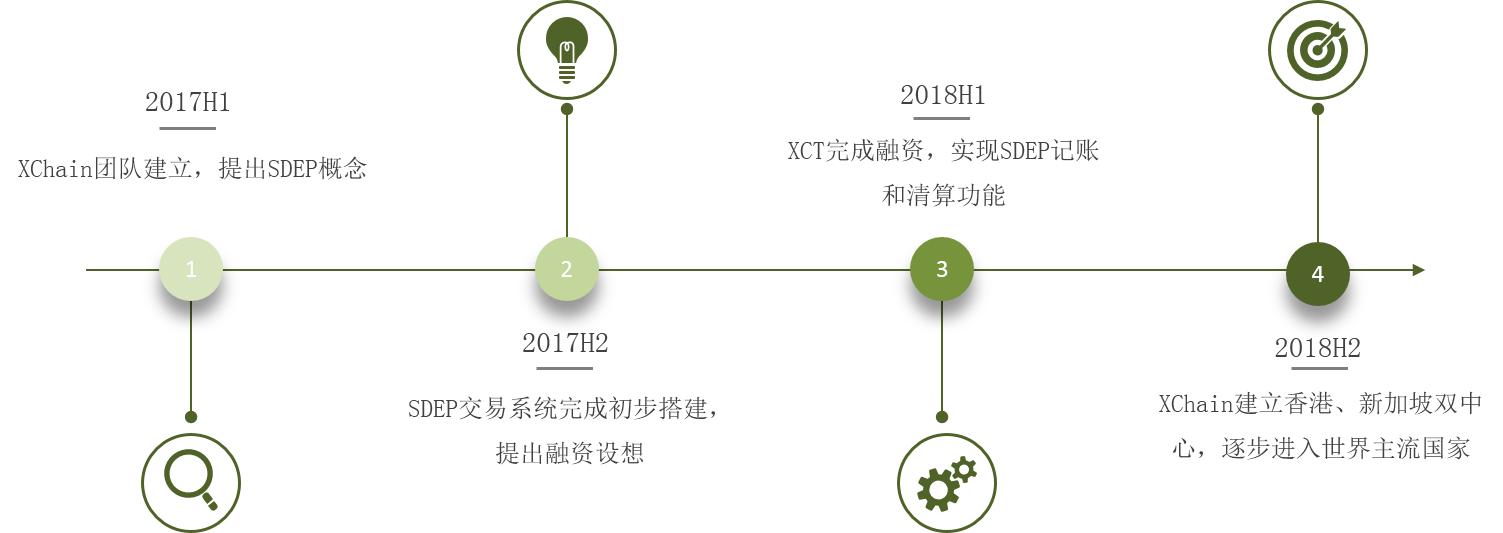 2017H1
XChain团队建立，提出SDEP概念
1
2
2017H2
SDEP交易系统完成初步搭建，
提出融资设想
2018H1
XCT完成融资，实现SDEP记账
和清算功能
3
4
2018H2
XChain建立香港、新加坡双中
心，逐步进入世界主流国家